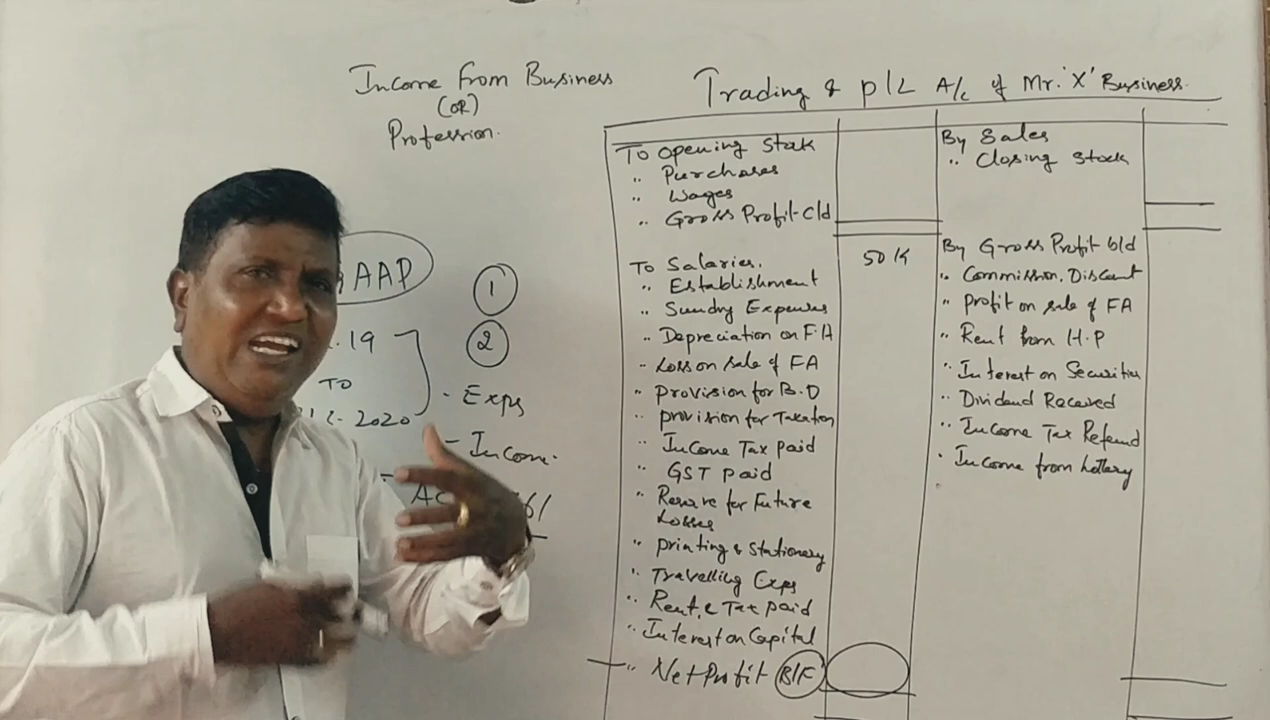 Income from Business
(OR)
Profession.
AAP
1
.19
2
TO
2020
- Exps
- Income.
Trading & P/L A/c of Mr. 'X' Business.
To Opening Stock
" Purchases
" Wages
" Gross Profit c/d
By Sales
" Closing Stock
To Salaries. 50 K
" Establishment
" Sundry Expenses
" Depreciation on F.A
" Loss on sale of FA
" Provision for B.D
" provision for Taxation
" Income Tax paid
" GST paid
" Reserve for Future
Losses
" printing & Stationery
" Travelling Exps
" Rent & Tax paid
" Interest on Capital
" Net Profit B/F
By Gross Profit b/d
" Commission, Discount
" profit on sale of FA
" Rent from H.P
" Interest on Securities
" Dividend Received
" Income Tax Refund
" Income from Lottery